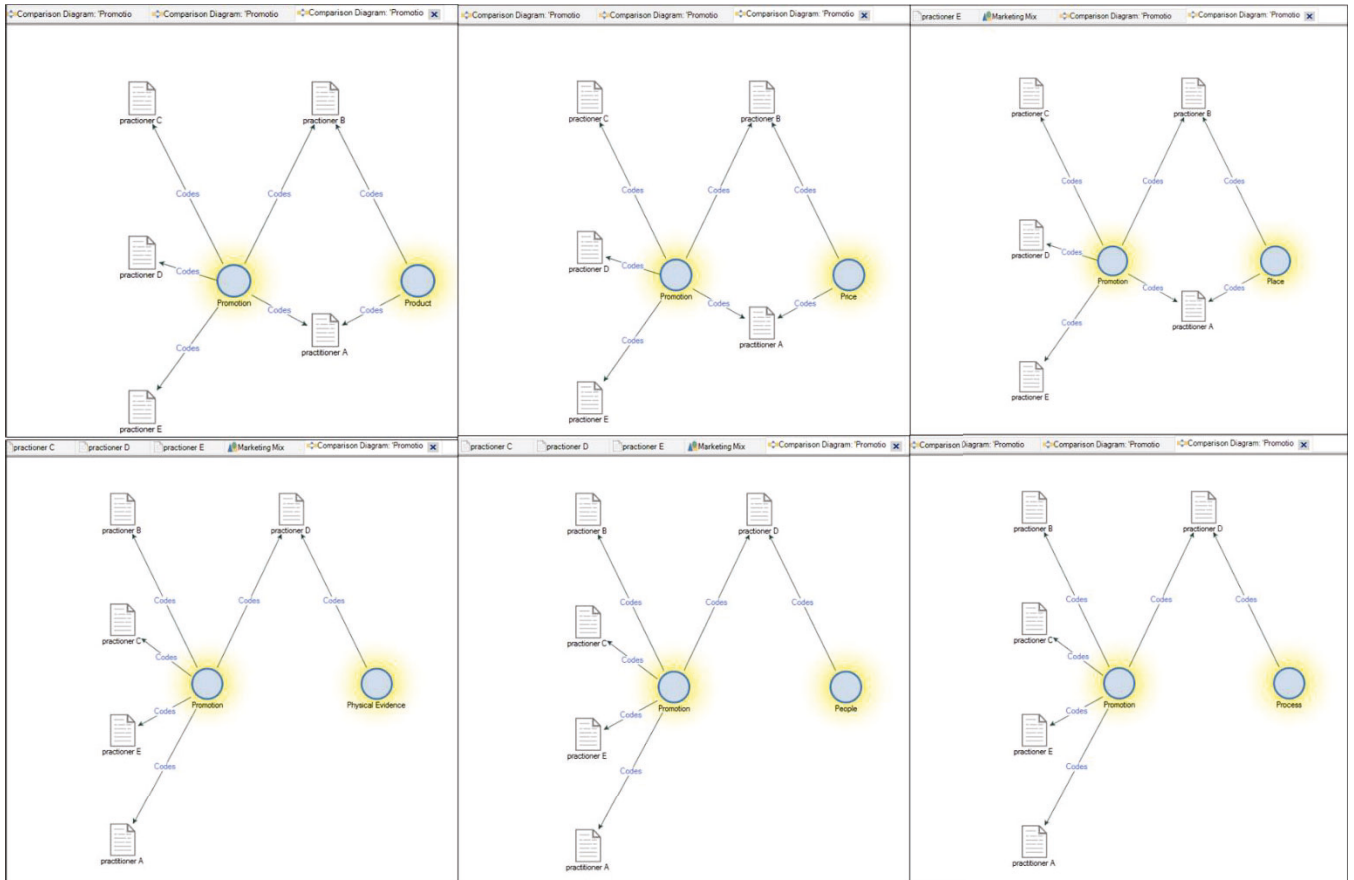 Comparison Diagram: 'Promotio Comparison Diagram: 'Promotio Comparison Diagram: 'Promotio
practioner C
practioner B
Codes
Codes
Codes
practioner D
Codes
Promotion
Product
Codes
Codes
practitioner A
Codes
practioner E
Comparison Diagram: 'Promotio Comparison Diagram: 'Promotio Comparison Diagram: 'Promotio
practioner C
practioner B
Codes
Codes
Codes
practioner D
Codes
Promotion
Price
Codes
Codes
practitioner A
Codes
practioner E
practioner E Marketing Mix Comparison Diagram: 'Promotio Comparison Diagram: 'Promotio
practioner C
practioner B
Codes
Codes
Codes
practioner D
Codes
Promotion
Place
Codes
Codes
practitioner A
Codes
practioner E
practioner C practioner D practioner E Marketing Mix Comparison Diagram: 'Promotio
practioner B
practioner D
Codes
Codes
Codes
practioner C
Codes
Promotion
Physical Evidence
Codes
practioner E
Codes
practitioner A
practioner C practioner D practioner E Marketing Mix Comparison Diagram: 'Promotio
practioner B
practioner D
Codes
Codes
Codes
practioner C
Codes
Promotion
People
Codes
practioner E
Codes
practitioner A
Comparison Diagram: 'Promotio Comparison Diagram: 'Promotio Comparison Diagram: 'Promotio
practioner B
practioner D
Codes
Codes
Codes
practioner C
Codes
Promotion
Process
Codes
practioner E
Codes
practitioner A